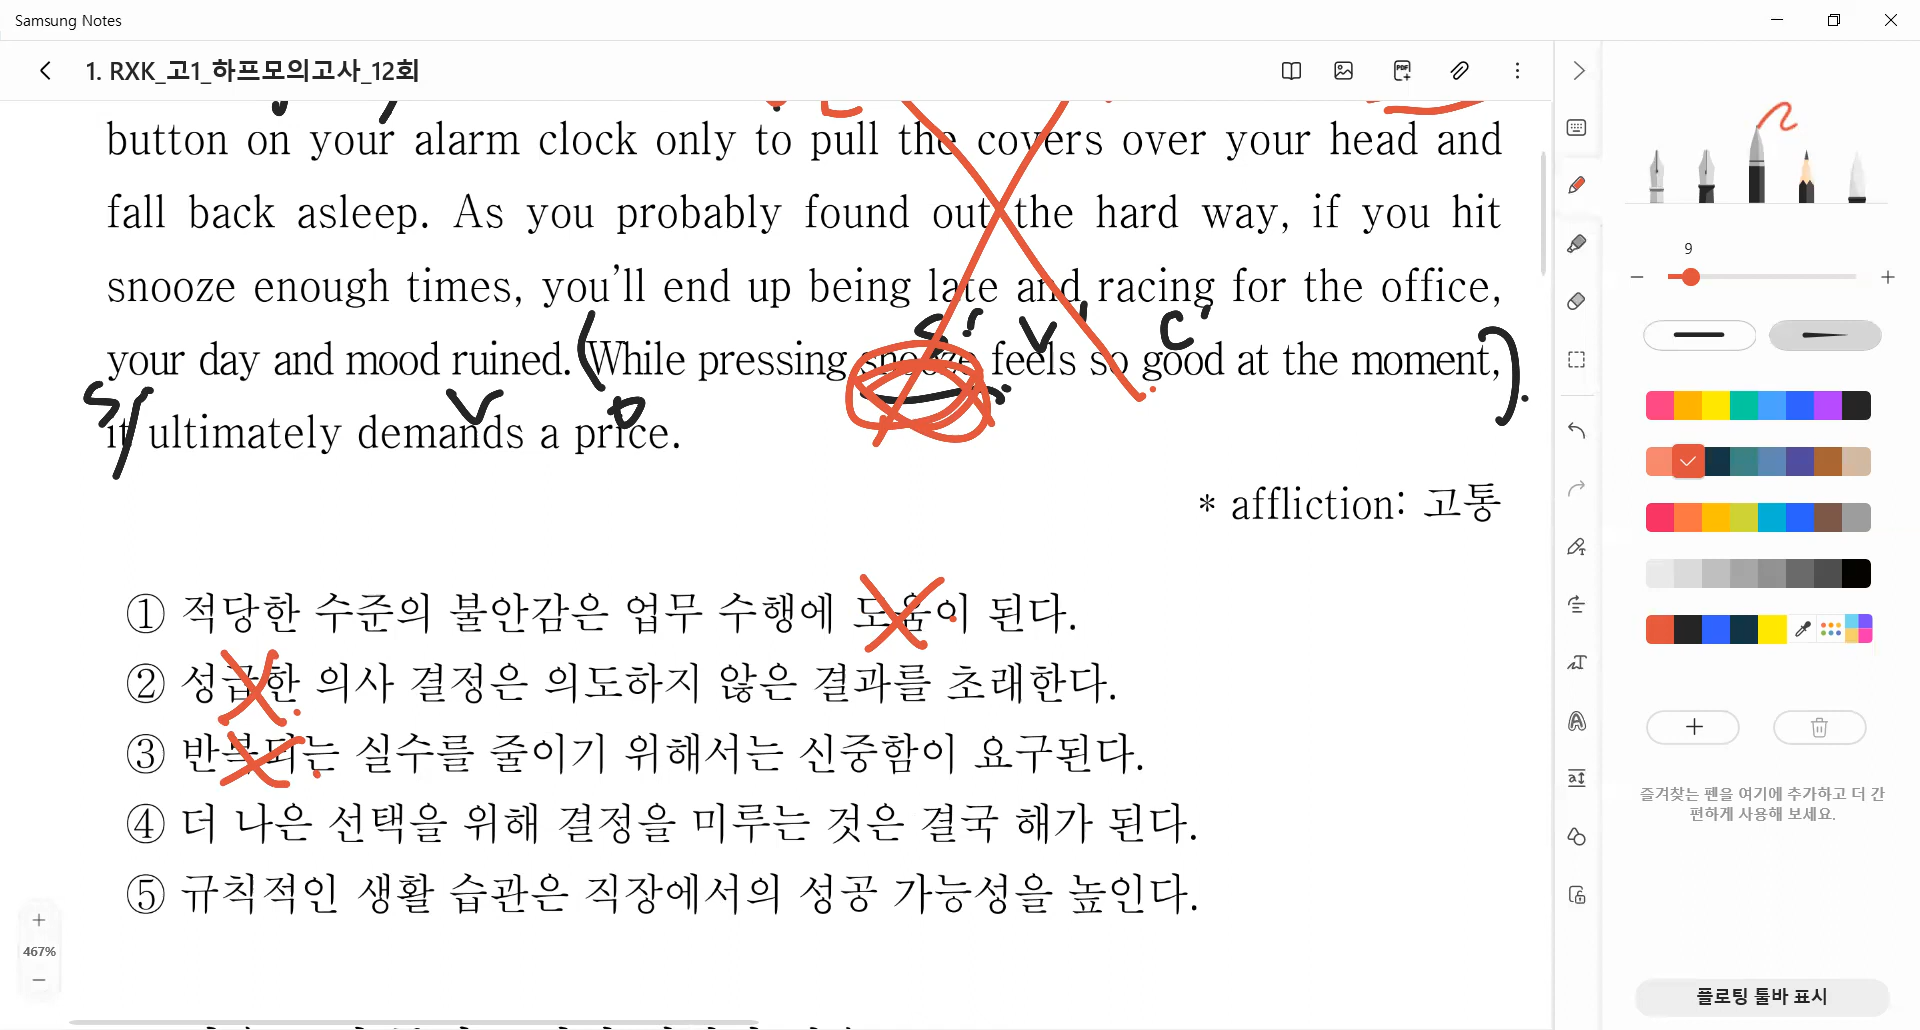 Samsung Notes
1. RXK_고1_하프모의고사_12회
button on your alarm clock only to pull the covers over your head and
fall back asleep. As you probably found out the hard way, if you hit
snooze enough times, you'll end up being late and racing for the office,
S' V' C'
your day and mood ruined. (While pressing snooze feels so good at the moment,).
S V O
it ultimately demands a price.
* affliction: 고통
① 적당한 수준의 불안감은 업무 수행에 도움이 된다.
② 성급한 의사 결정은 의도하지 않은 결과를 초래한다.
③ 반복되는 실수를 줄이기 위해서는 신중함이 요구된다.
④ 더 나은 선택을 위해 결정을 미루는 것은 결국 해가 된다.
⑤ 규칙적인 생활 습관은 직장에서의 성공 가능성을 높인다.
467%
9
즐겨찾는 펜을 여기에 추가하고 더 간
편하게 사용해 보세요.
플로팅 툴바 표시